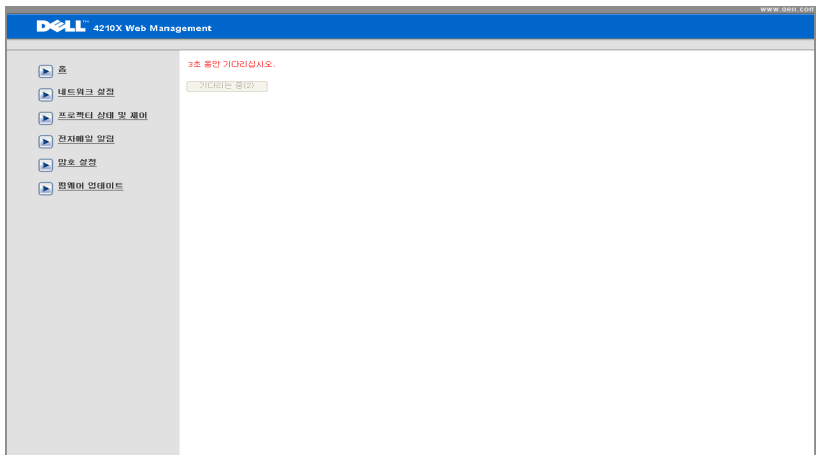 www.dell.com
DELL™ 4210X Web Management
홈
네트워크 설정
프로젝터 상태 및 제어
전자메일 알림
암호 설정
펌웨어 업데이트
3초 동안 기다리십시오.
기다리는 중(2)